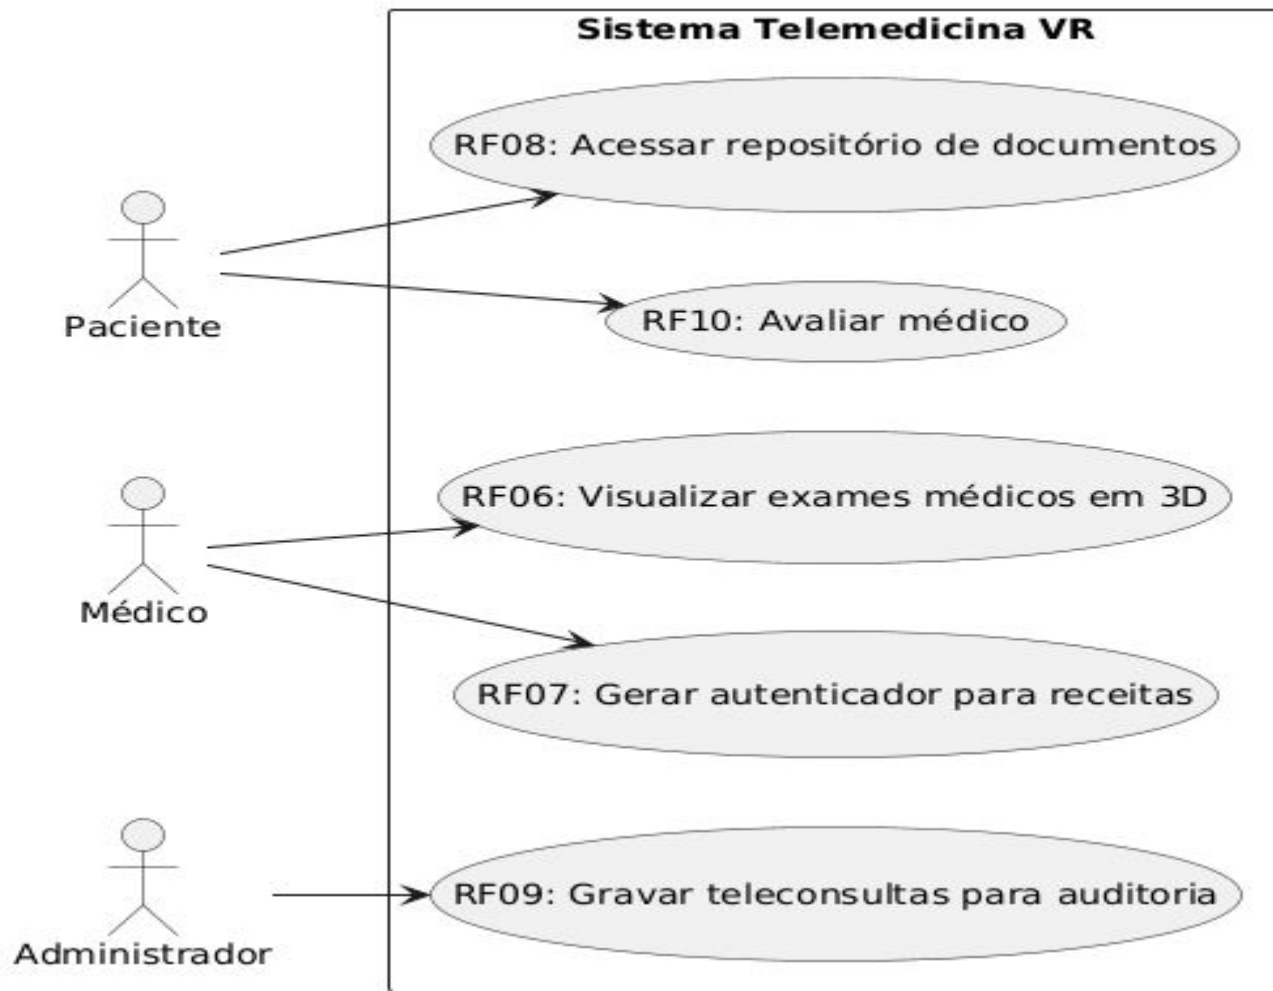 Sistema Telemedicina VR
RF08: Acessar repositório de documentos
Paciente
RF10: Avaliar médico
RF06: Visualizar exames médicos em 3D
Médico
RF07: Gerar autenticador para receitas
RF09: Gravar teleconsultas para auditoria
Administrador